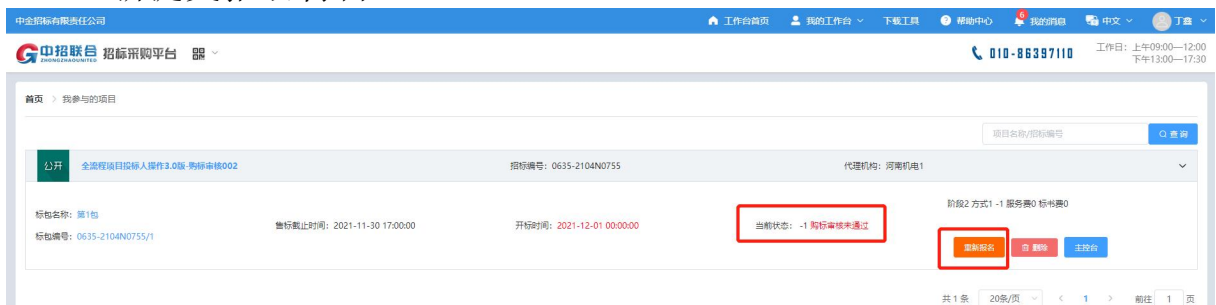 中金招标有限责任公司 工作台首页 我的工作台 下载工具 帮助中心 6 我的消息 中文 丁鑫
中招联合 招标采购平台 010-86397110 工作日：上午09:00—12:00
ZHONGZHAOUNITED 下午13:00—17:30
首页 > 我参与的项目
项目名称/招标编号 查询
公开 全流程项目投标人操作3.0版-购标审核002 招标编号：0635-2104N0755 代理机构：河南机电1
阶段2 方式1 -1 服务费0 标书费0
标包名称：第1包
售标截止时间：2021-11-30 17:00:00 开标时间：2021-12-01 00:00:00 当前状态：-1 购标审核未通过
标包编号：0635-2104N0755/1
重新报名 删除 主控台
共 1 条 20条/页 < 1 > 前往 1 页